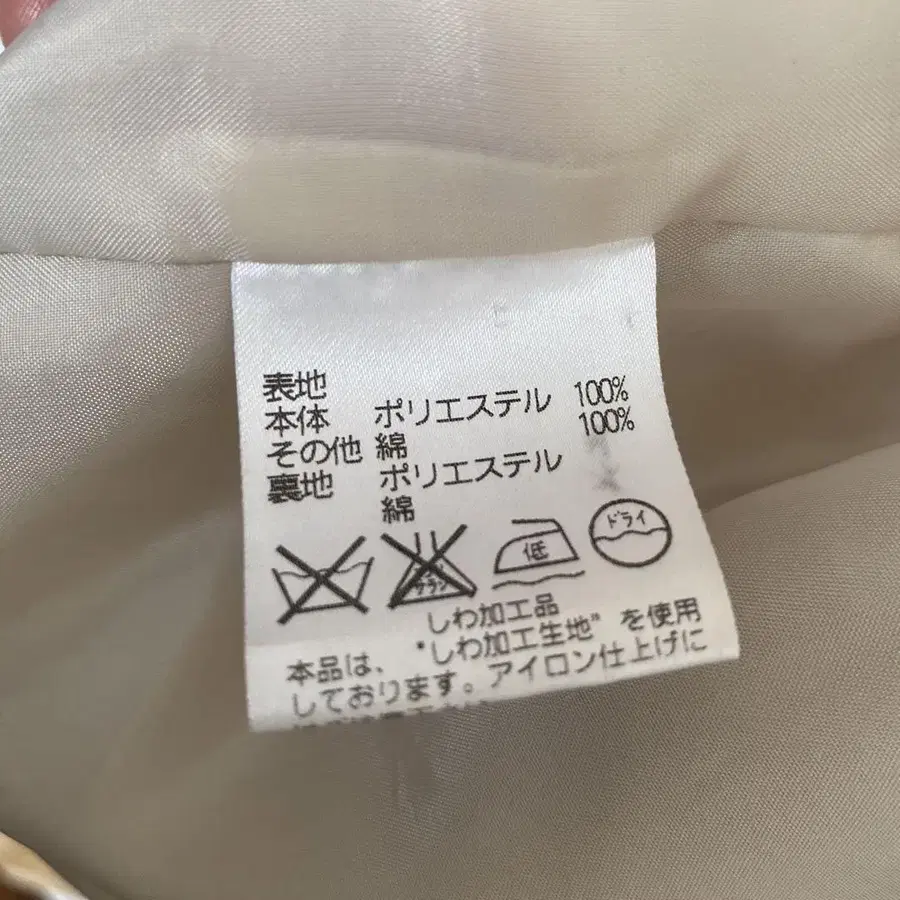 表地
本体 ポリエステル 100%
その他 綿 100%
裏地 ポリエステル
綿
低
ドライ
しわ加工品
本品は、"しわ加工生地"を使用
しております。アイロン仕上げに